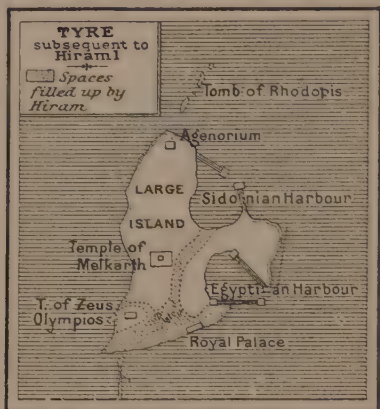 TYRE
subsequent to
Hiram I
Spaces
filled up by
Hiram
Tomb of Rhodopis
Agenorium
LARGE
ISLAND
Sidonian Harbour
Temple of
Melkarth
Egyptian Harbour
T. of Zeus
Olympios
Royal Palace